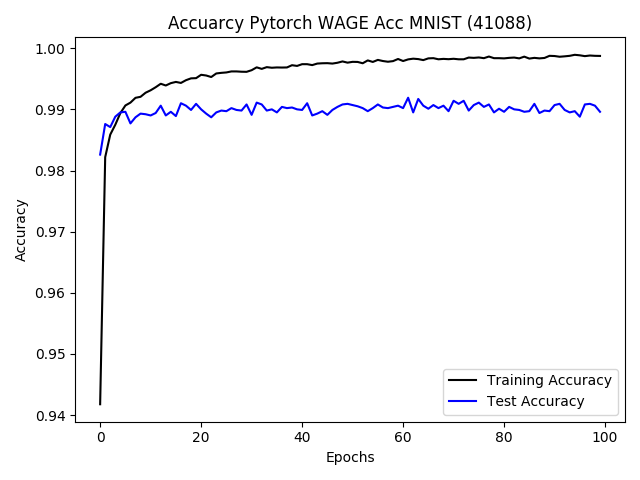 Accuarcy Pytorch WAGE Acc MNIST (41088)
1.00
0.99
0.98
0.97
0.96
0.95
0.94
Accuracy
0
20
40
60
80
100
Epochs
Training Accuracy
Test Accuracy